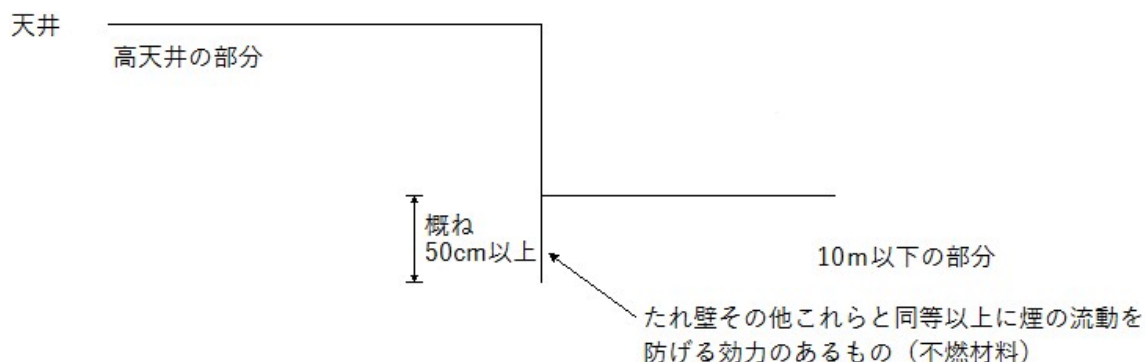 天井
高天井の部分
概ね
50cm以上
10m以下の部分
たれ壁その他これらと同等以上に煙の流動を
防げる効力のあるもの（不燃材料）